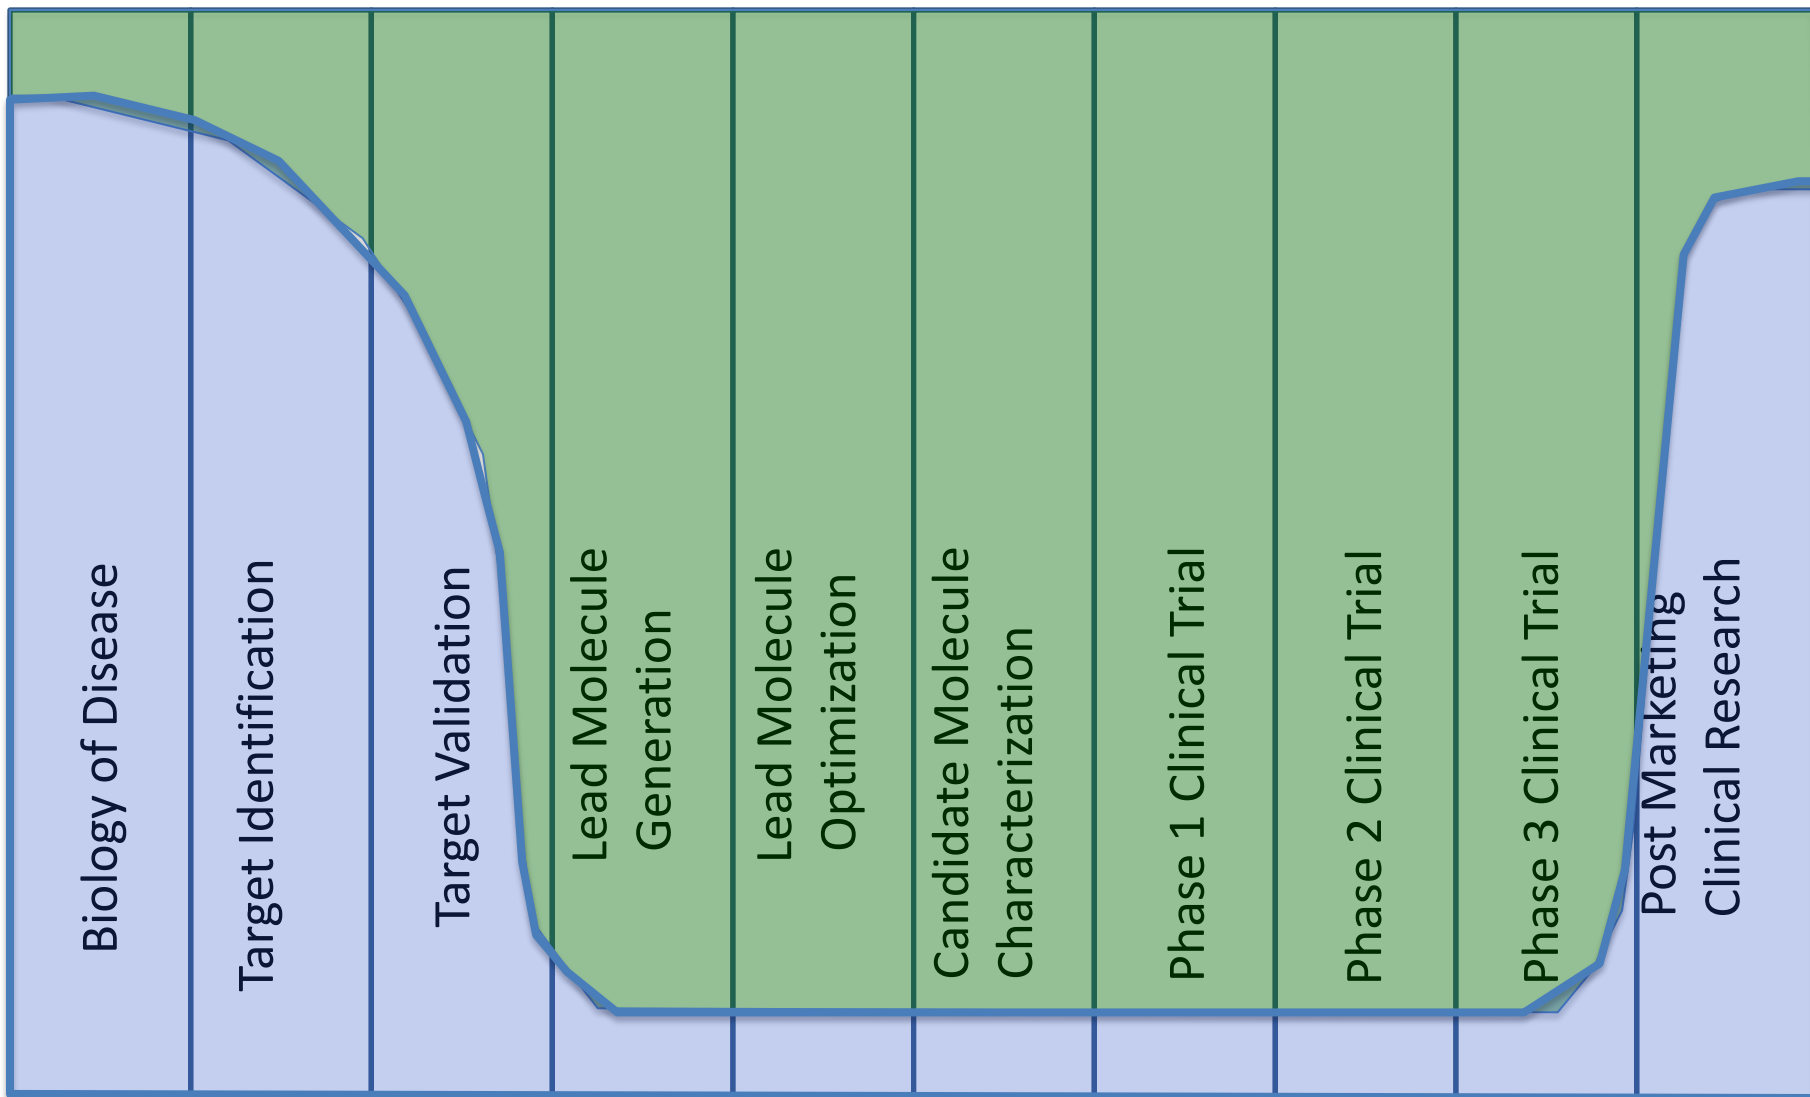 Biology of Disease
Target Identification
Target Validation
Lead Molecule
Generation
Lead Molecule
Optimization
Candidate Molecule
Characterization
Phase 1 Clinical Trial
Phase 2 Clinical Trial
Phase 3 Clinical Trial
Post Marketing
Clinical Research